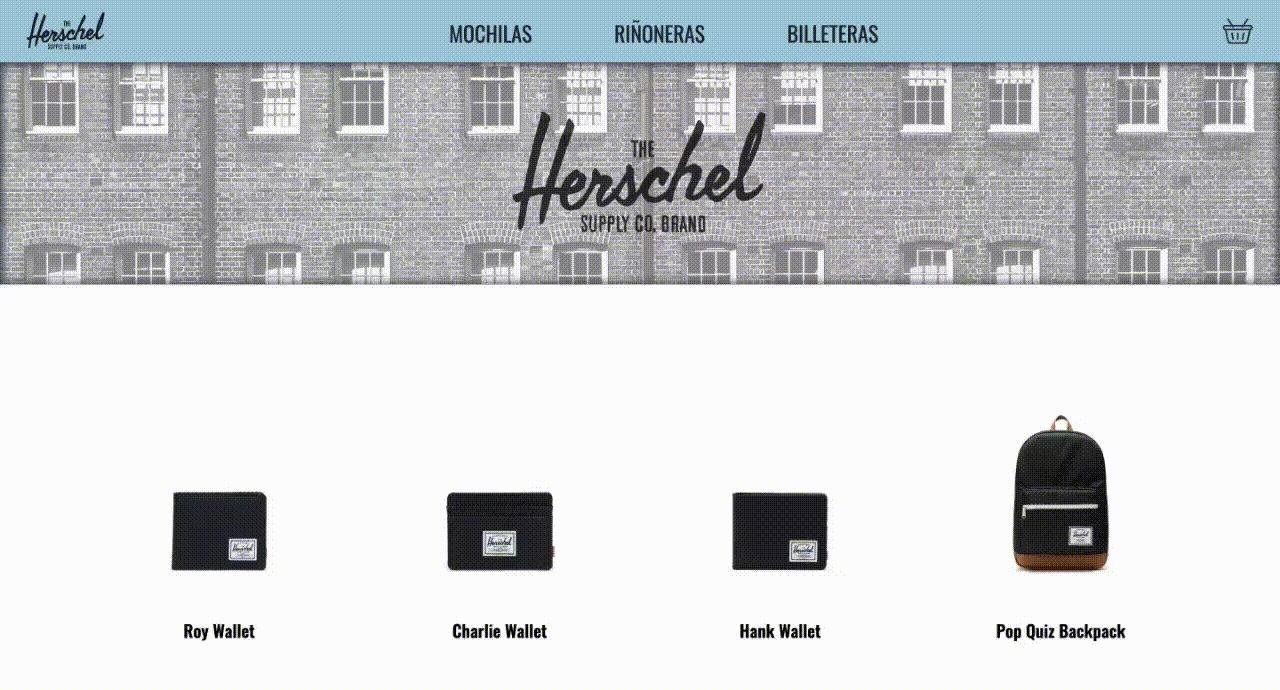 THE
Herschel
SUPPLY CO. BRAND
MOCHILAS
RIÑONERAS
BILLETERAS
THE
Herschel
SUPPLY CO. BRAND
Herschel
Herschel
Herschel
Herschel
Roy Wallet
Charlie Wallet
Hank Wallet
Pop Quiz Backpack